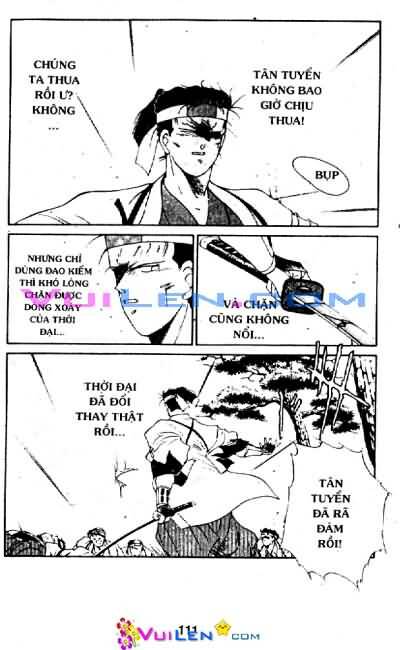 CHÚNG
TA THUA
RỒI Ư?
KHÔNG
...
TÂN TUYỂN
KHÔNG BAO
GIỜ CHỊU
THUA!
BỤP
NHƯNG CHỈ
DÙNG ĐAO KIẾM
THÌ KHÓ LÒNG
CHẶN ĐƯỢC
DÒNG XOÁY
CỦA THỜI
ĐẠI...
VÀ CHẶN
CŨNG KHÔNG
NỔI...
VUILEN.COM
THỜI ĐẠI
ĐÃ ĐỔI
THAY THẬT
RỒI...
TÂN
TUYỂN
ĐÃ RÃ
ĐÁM
RỒI!
111
VUILEN.COM